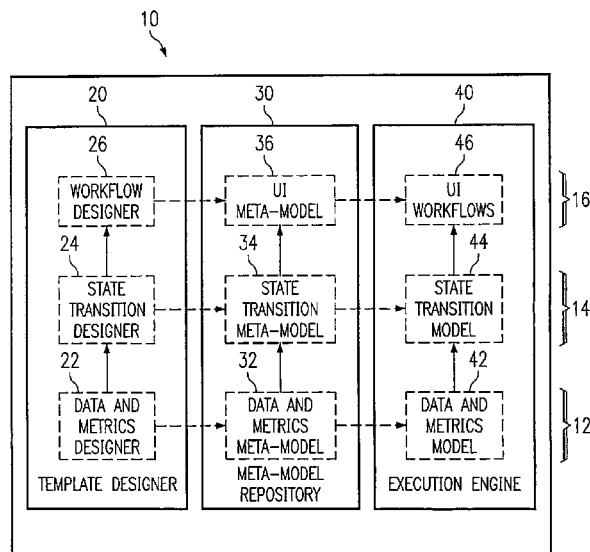 10
20
30
40
26
36
46
WORKFLOW
DESIGNER
UI
META-MODEL
UI
WORKFLOWS
16
24
34
44
STATE
TRANSITION
DESIGNER
STATE
TRANSITION
META-MODEL
STATE
TRANSITION
MODEL
14
22
32
42
DATA AND
METRICS
DESIGNER
DATA AND
METRICS
META-MODEL
DATA AND
METRICS
MODEL
12
TEMPLATE DESIGNER
META-MODEL
REPOSITORY
EXECUTION ENGINE